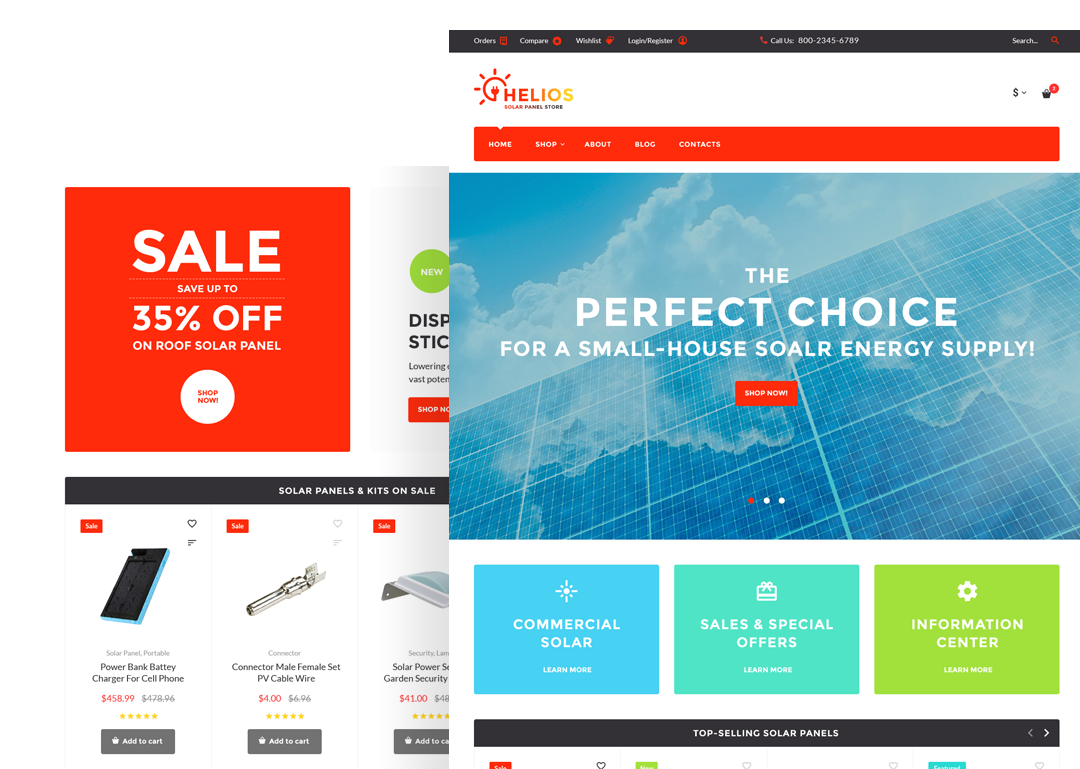 Orders
Compare
Wishlist
Login/Register
Call Us: 800-2345-6789
Search...
HELIOS
SOLAR PANEL STORE
$
2
HOME
SHOP
ABOUT
BLOG
CONTACTS
THE
PERFECT CHOICE
FOR A SMALL-HOUSE SOALR ENERGY SUPPLY!
SHOP NOW!
COMMERCIAL
SOLAR
LEARN MORE
SALES & SPECIAL
OFFERS
LEARN MORE
INFORMATION
CENTER
LEARN MORE
TOP-SELLING SOLAR PANELS
Sale
New
Featured
SALE
SAVE UP TO
35% OFF
ON ROOF SOLAR PANEL
SHOP
NOW!
NEW
DISP
STIC
Lowering
vast poten
SHOP NO
SOLAR PANELS & KITS ON SALE
Sale
Solar Panel, Portable
Power Bank Battey
Charger For Cell Phone
$458.99 $478.96
Add to cart
Sale
Connector
Connector Male Female Set
PV Cable Wire
$4.00 $6.96
Add to cart
Sale
Security, Lam
Solar Power Se
Garden Security
$41.00 $48
Add to ca